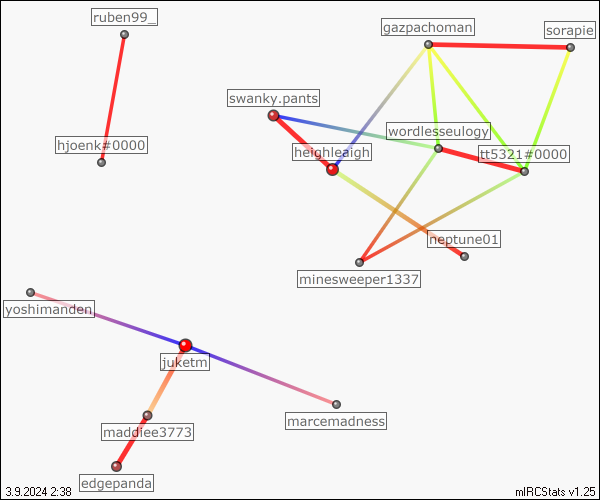 ruben99_
gazpachoman
sorapie
swanky.pants
wordlesseulogy
hjoenk#0000
heighleaigh
tt5321#0000
neptune01
minesweeper1337
yoshimanden
juketm
marcemadness
maddiee3773
edgepanda
3.9.2024 2:38
mIRCStats v1.25